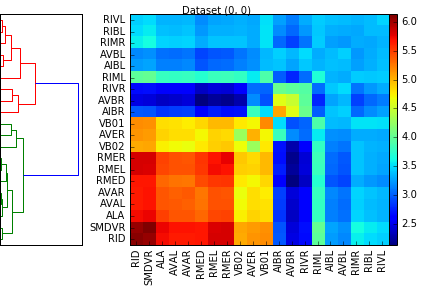 Dataset (0, 0)
RIVL
RIBL
RIMR
AVBL
AIBL
RIML
RIVR
AVBR
AIBR
VB01
AVER
VB02
RMER
RMEL
RMED
AVAR
AVAL
ALA
SMDVR
RID
6.0
5.5
5.0
4.5
4.0
3.5
3.0
2.5
RID
SMDVR
ALA
AVAL
AVAR
RMED
RMEL
RMER
VB02
AVER
VB01
AIBR
AVBR
RIVR
RIML
AIBL
AVBL
RIMR
RIBL
RIVL